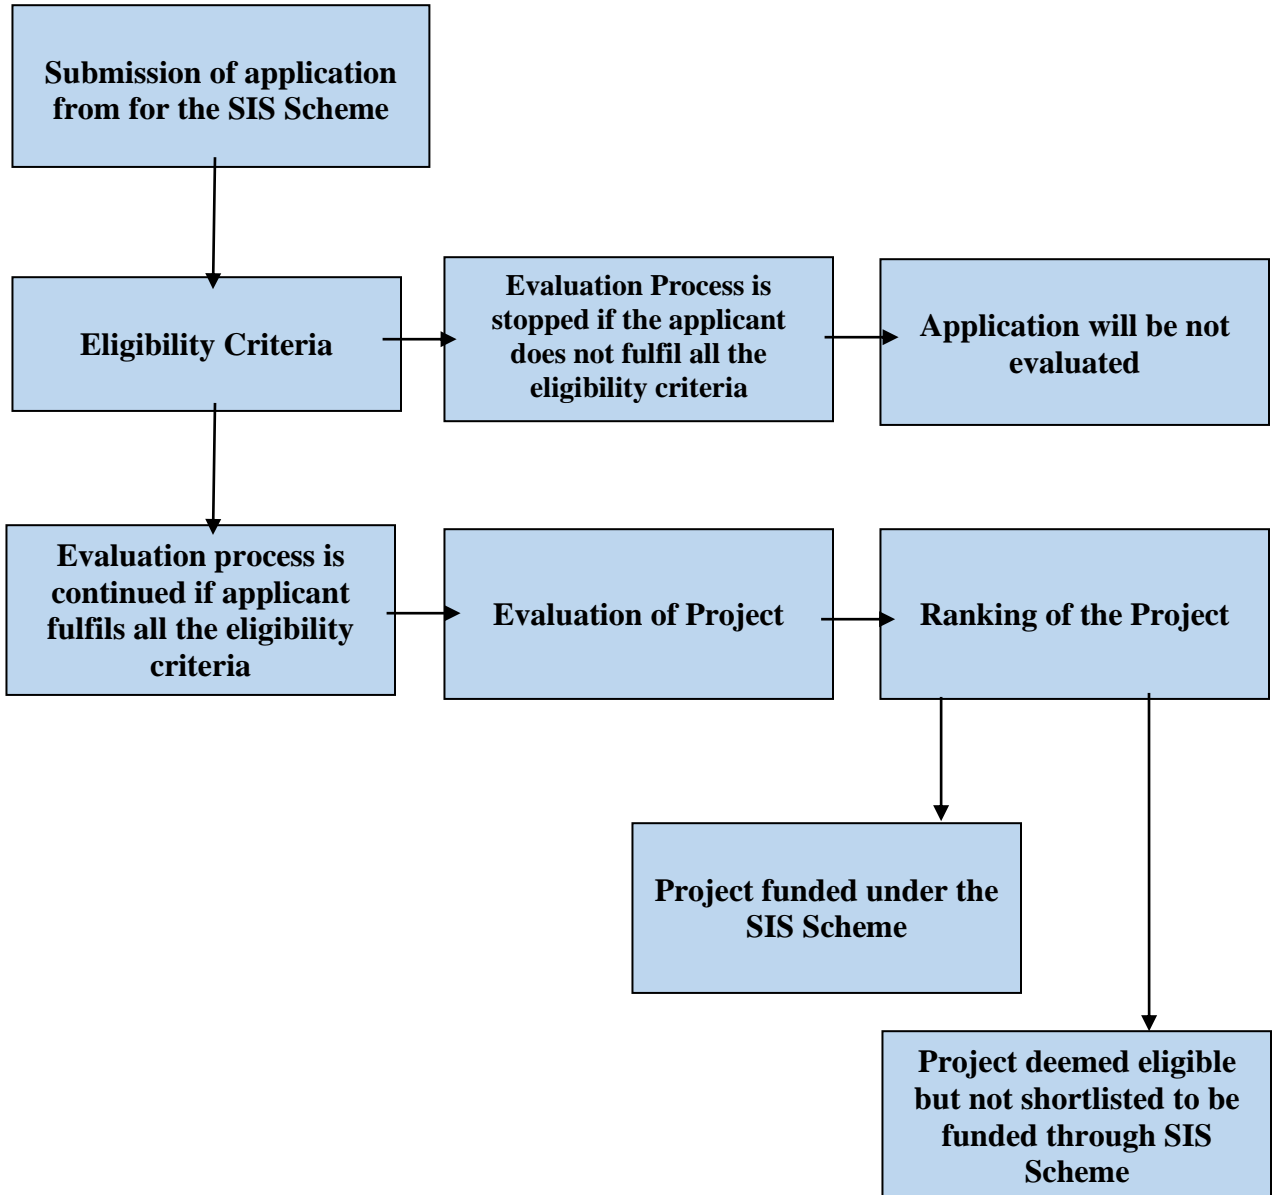 Submission of application
from for the SIS Scheme
Eligibility Criteria
Evaluation Process is
stopped if the applicant
does not fulfil all the
eligibility criteria
Application will be not
evaluated
Evaluation process is
continued if applicant
fulfils all the eligibility
criteria
Evaluation of Project
Ranking of the Project
Project funded under the
SIS Scheme
Project deemed eligible
but not shortlisted to be
funded through SIS
Scheme